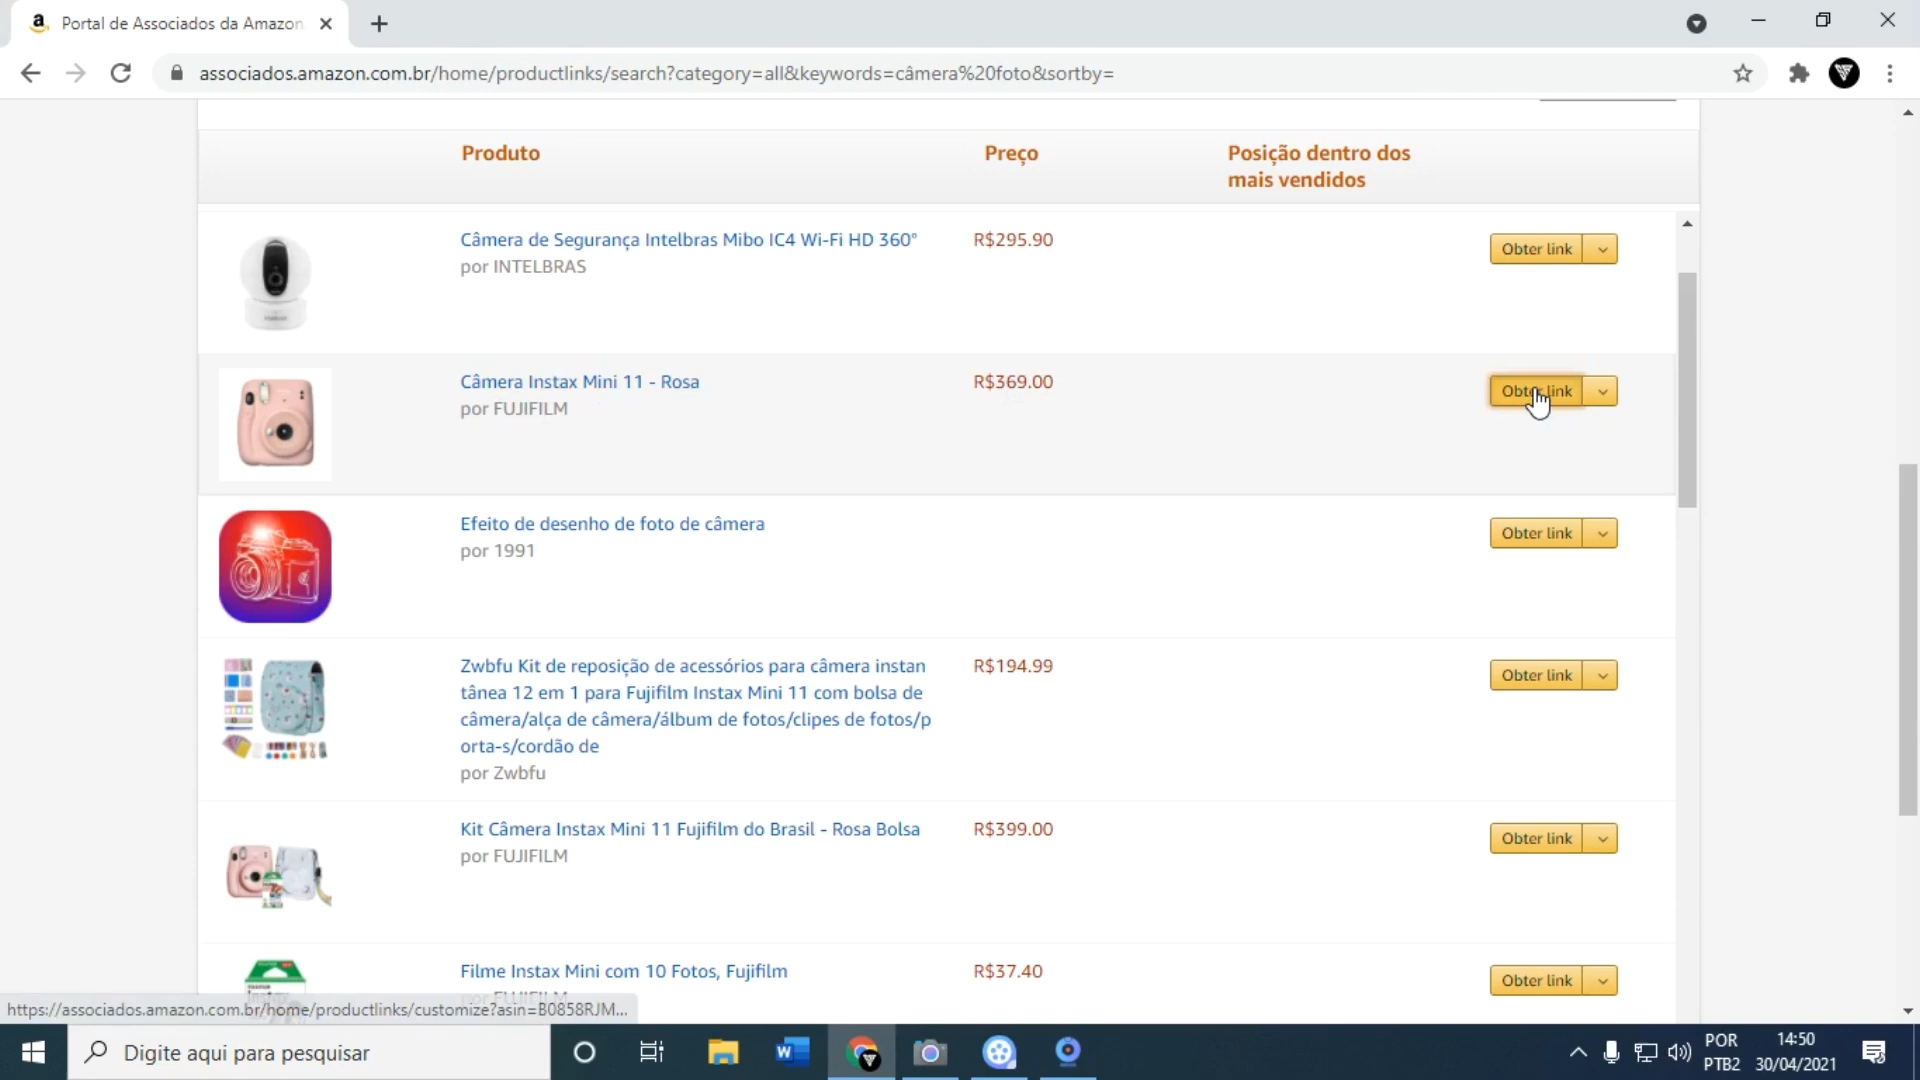 Portal de Associados da Amazon
associados.amazon.com.br/home/productlinks/search?category=all&keywords=câmera%20foto&sortby=
Produto
Preço
Posição dentro dos
mais vendidos
Câmera de Segurança Intelbras Mibo IC4 Wi-Fi HD 360°
R$295.90
Obter link
por INTELBRAS
Câmera Instax Mini 11 - Rosa
R$369.00
Obter link
por FUJIFILM
Efeito de desenho de foto de câmera
Obter link
por 1991
Zwbfu Kit de reposição de acessórios para câmera instan
R$194.99
Obter link
tânea 12 em 1 para Fujifilm Instax Mini 11 com bolsa de
câmera/alça de câmera/álbum de fotos/clipes de fotos/p
orta-s/cordão de
por Zwbfu
Kit Câmera Instax Mini 11 Fujifilm do Brasil - Rosa Bolsa
R$399.00
Obter link
por FUJIFILM
Filme Instax Mini com 10 Fotos, Fujifilm
R$37.40
Obter link
por FUJIFILM
https://associados.amazon.com.br/home/productlinks/customize?asin=B0858RJM...
Digite aqui para pesquisar
POR
PTB2
14:50
30/04/2021